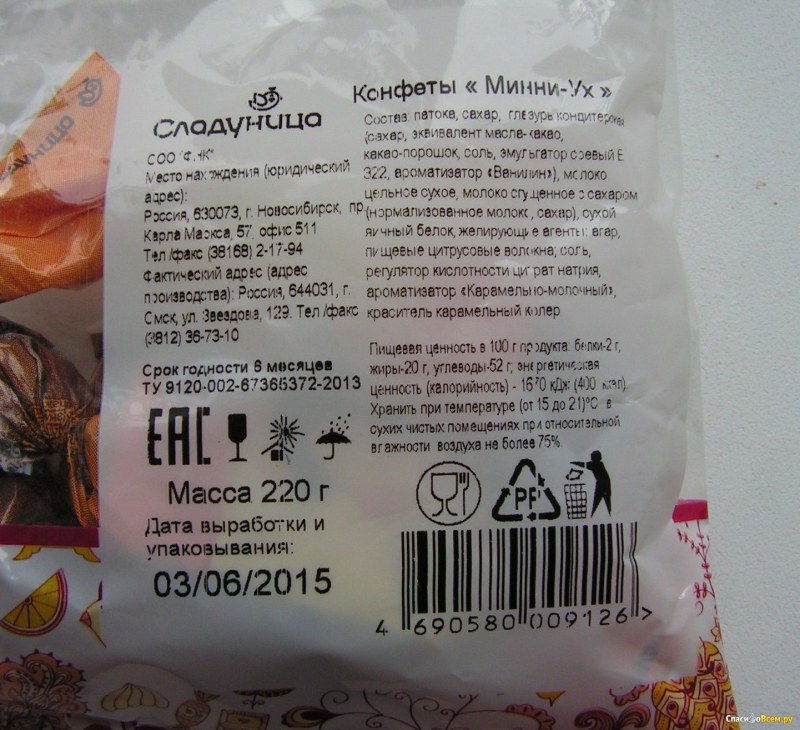 Сладуница
ООО "ФНК"
Место нахождения (юридический
адрес):
Россия, 630073, г. Новосибирск, пр.
Карла Маркса, 57, офис 511
Тел./факс (38168) 2-17-94
Фактический адрес (адрес
производства): Россия, 644031, г.
Омск, ул. Звездова, 129. Тел./факс
(3812) 36-73-10
Срок годности 6 месяцев
ТУ 9120-002-67365372-2013
EAC
Масса 220 г
Дата выработки и
упаковывания:
03/06/2015
Конфеты « Минни-Ух »
Состав: патока, сахар, глазурь кондитерская
(сахар, эквивалент масла-какао,
какао-порошок, соль, эмульгатор соевый Е
322, ароматизатор «Ванилин»), молоко
цельное сухое, молоко сгущенное с сахаром
(нормализованное молоко, сахар), сухой
яичный белок, желирующие агенты: агар,
пищевые цитрусовые волокна; соль,
регулятор кислотности цитрат натрия,
ароматизатор «Карамельно-молочный»,
краситель карамельный колер
Пищевая ценность в 100 г продукта: белки-2 г,
жиры-20 г, углеводы-52 г; энергетическая
ценность (калорийность) - 1670 кДж (400 ккал).
Хранить при температуре (от 15 до 21)°С в
сухих чистых помещениях при относительной
влажности воздуха не более 75%
PF
4 690580 009126 >
Спаси доВсем.ру